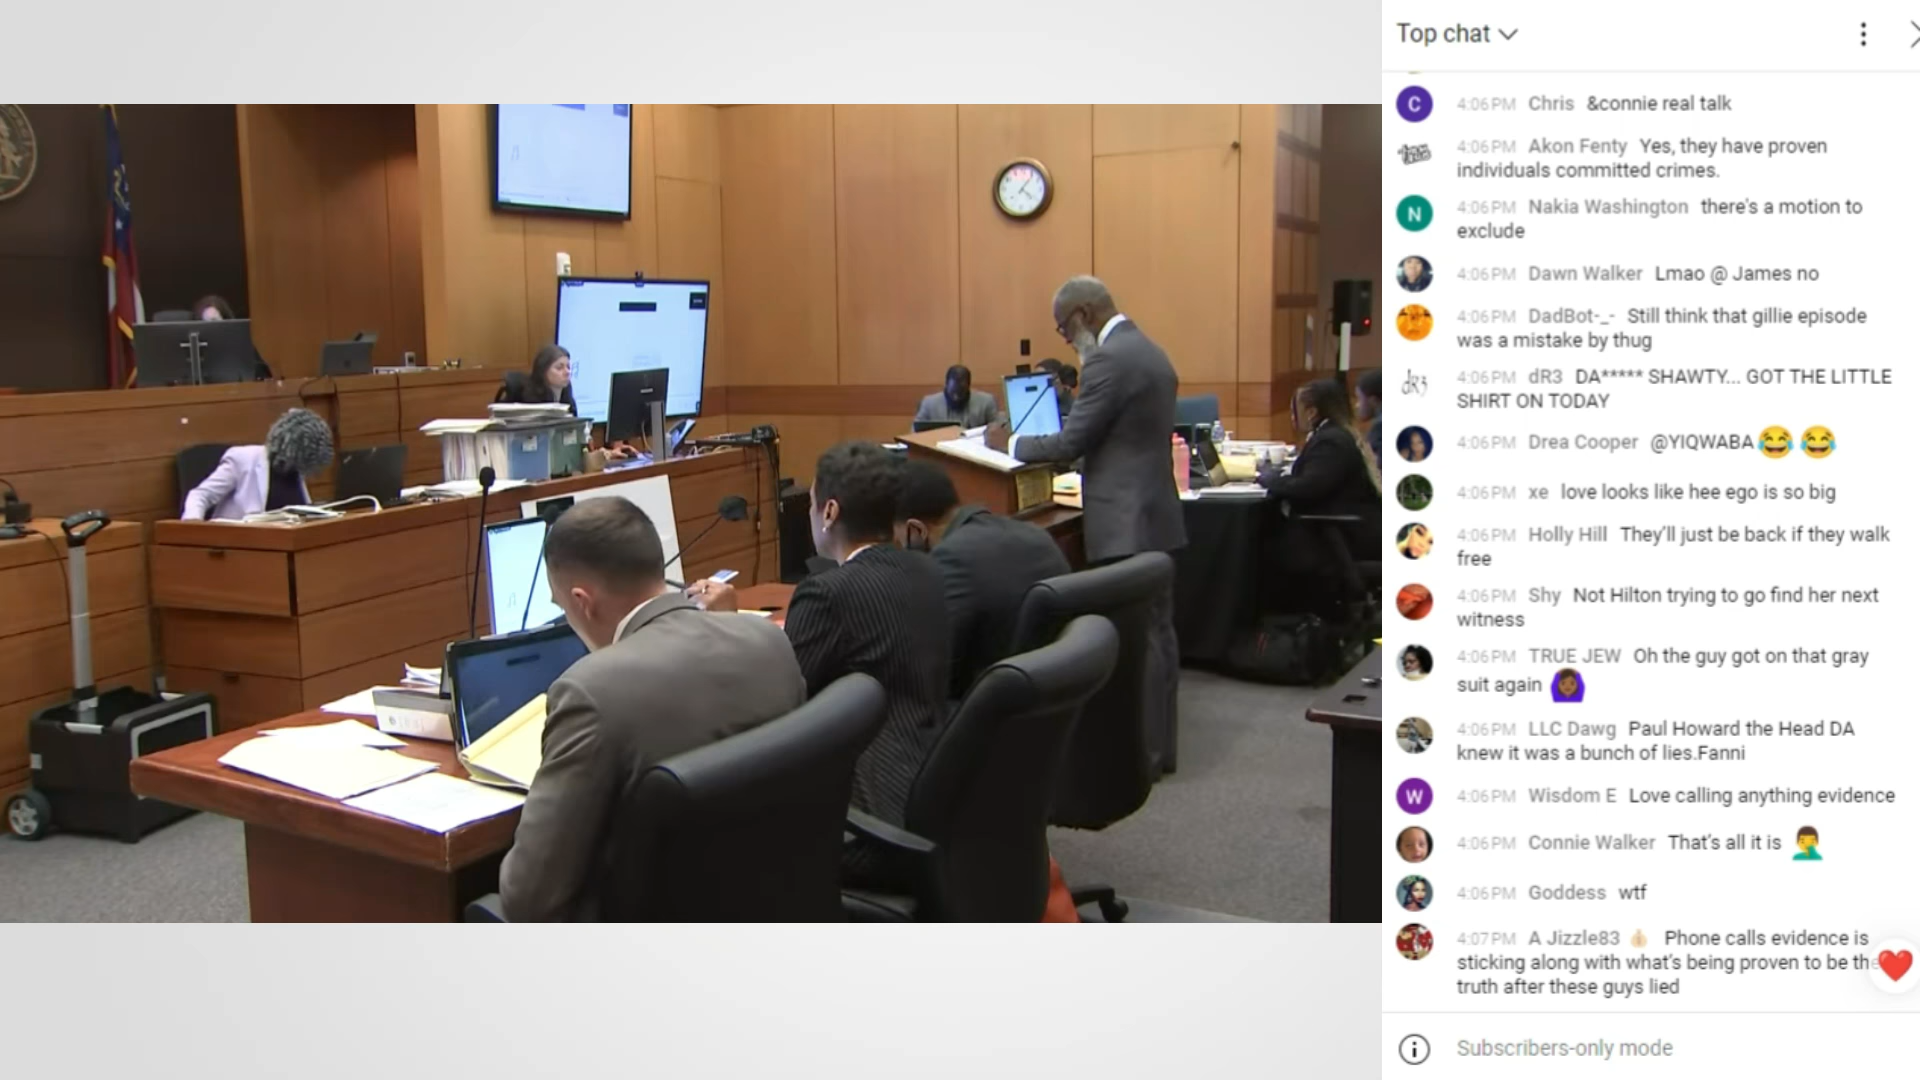 Top chat
4:06 PM Chris &connie real talk
4:06 PM Akon Fenty Yes, they have proven
individuals committed crimes.
4:06 PM Nakia Washington there's a motion to
exclude
4:06 PM Dawn Walker Lmao @ James no
4:06 PM DadBot-_- Still think that gillie episode
was a mistake by thug
4:06 PM dR3 DA***** SHAWTY... GOT THE LITTLE
SHIRT ON TODAY
4:06 PM Drea Cooper @YIQWABA😂 😂
4:06 PM xe love looks like hee ego is so big
4:06 PM Holly Hill They'll just be back if they walk
free
4:06 PM Shy Not Hilton trying to go find her next
witness
4:06 PM TRUE JEW Oh the guy got on that gray
suit again 🙆🏾‍♀️
4:06 PM LLC Dawg Paul Howard the Head DA
knew it was a bunch of lies.Fanni
4:06 PM Wisdom E Love calling anything evidence
4:06 PM Connie Walker That's all it is 🤦‍♂️
4:06 PM Goddess wtf
4:07 PM A Jizzle83 Phone calls evidence is
sticking along with what's being proven to be the
truth after these guys lied
Subscribers-only mode
C
N
dR3
W